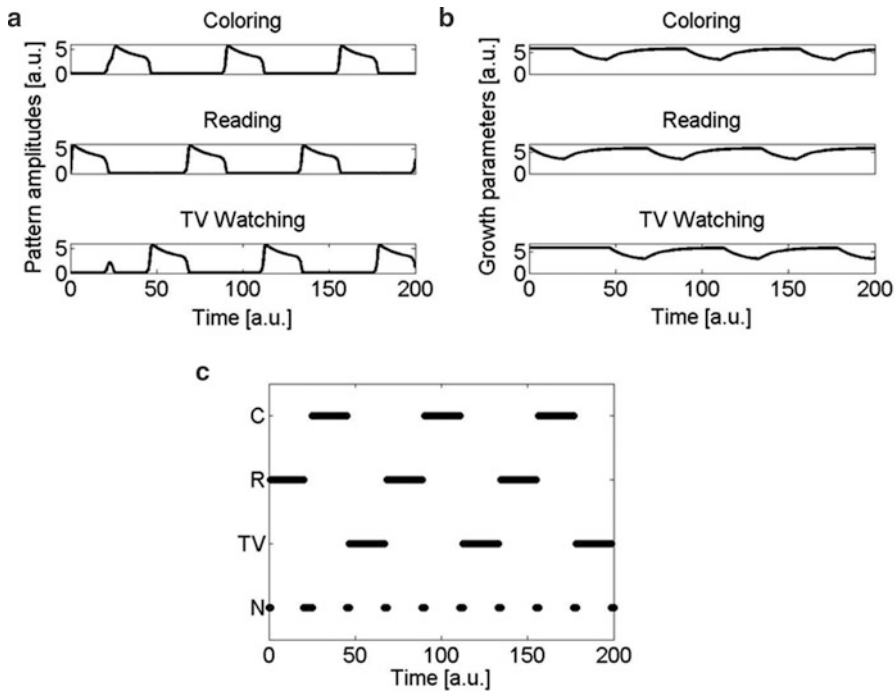 a
Coloring
5
0
Reading
5
0
TV Watching
5
0
0 50 100 150 200
Time [a.u.]
Pattern amplitudes [a.u.]
b
Coloring
5
0
Reading
5
0
TV Watching
5
0
0 50 100 150 200
Time [a.u.]
Growth parameters [a.u.]
c
C
R
TV
N
0 50 100 150 200
Time [a.u.]